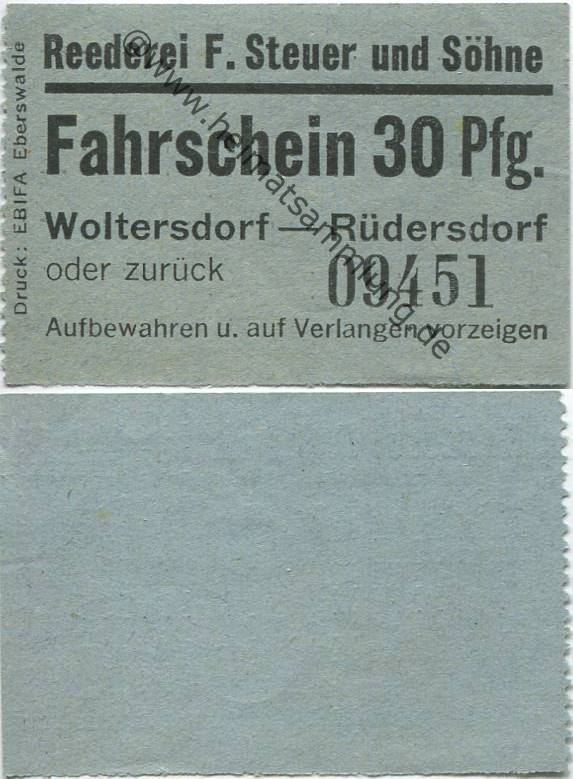 Reederei F. Steuer und Söhne
Fahrschein 30 Pfg.
Woltersdorf — Rüdersdorf
oder zurück
09451
Aufbewahren u. auf Verlangen vorzeigen
Druck: EBIFA Eberswalde
©www.heimatsammlung.de